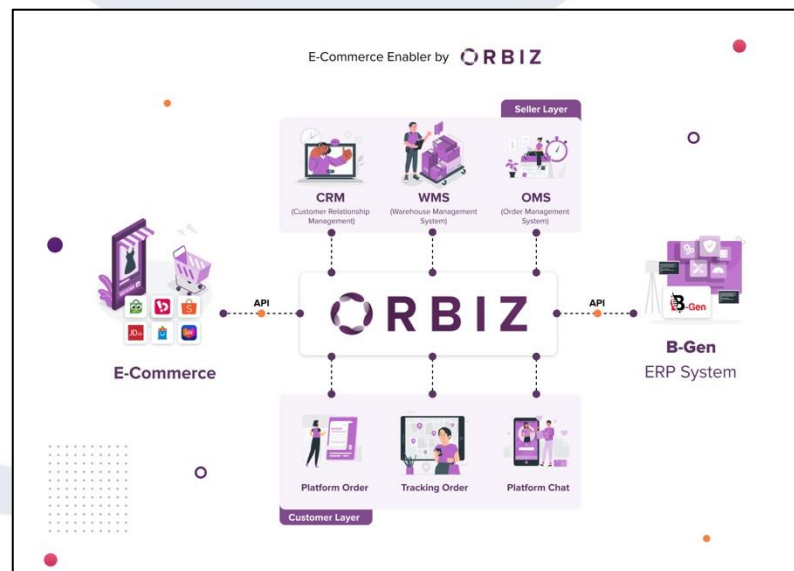 E-Commerce Enabler by ORBIZ
Seller Layer
CRM
(Customer Relationship
Management)
WMS
(Warehouse Management
System)
OMS
(Order Management
System)
API
ORBIZ
API
B-Gen
JD
E-Commerce
B-Gen
ERP System
Platform Order
Tracking Order
Platform Chat
Customer Layer